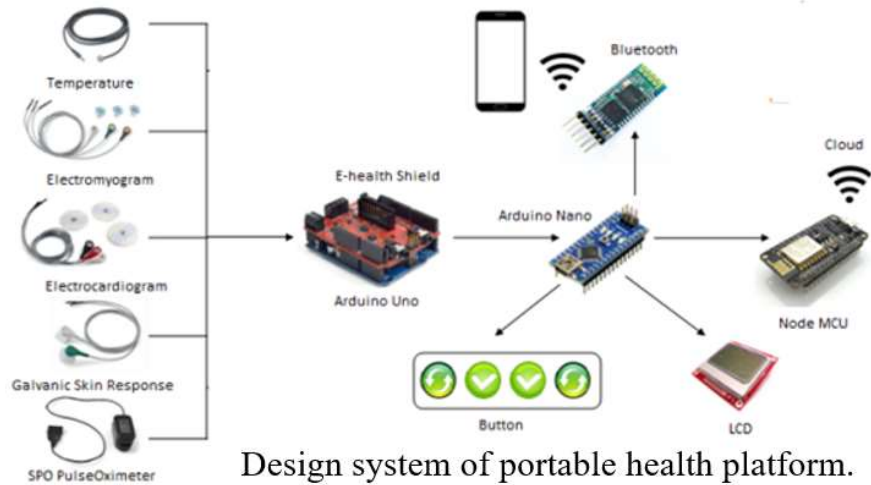 Temperature
Electromyogram
Electrocardiogram
Galvanic Skin Response
SPO PulseOximeter
E-health Shield
Arduino Uno
Arduino Nano
Bluetooth
Cloud
Node MCU
Button
LCD
Design system of portable health platform.